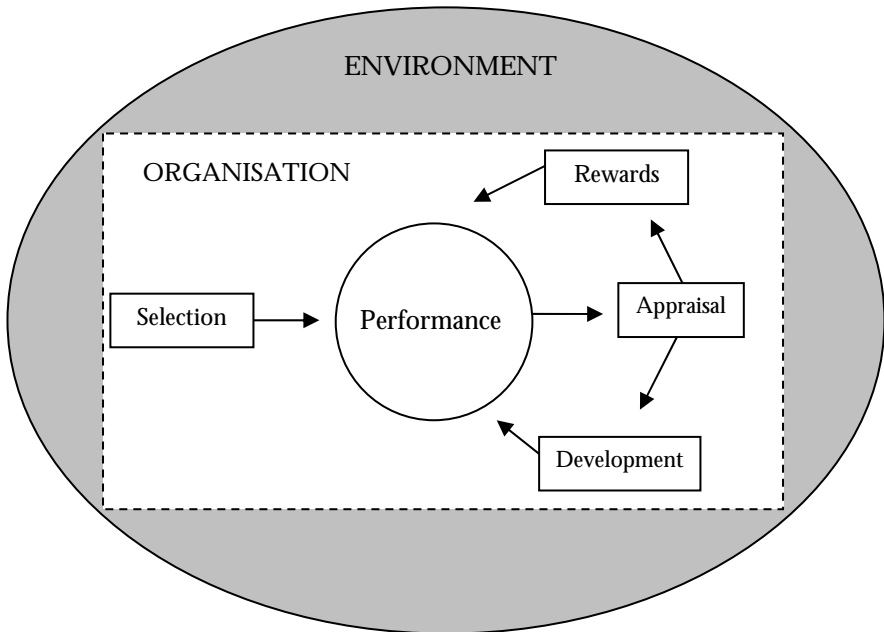 ENVIRONMENT
ORGANISATION
Rewards
Selection
Performance
Appraisal
Development